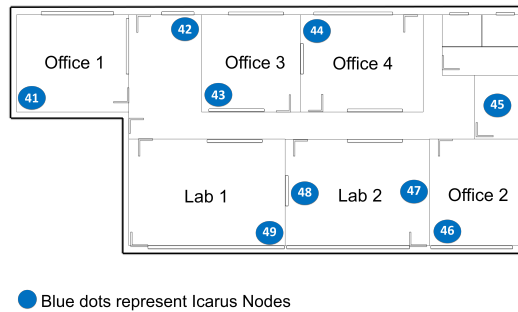 42
44
Office 1
Office 3
Office 4
41
43
45
48
47
Lab 1
Lab 2
Office 2
49
46
Blue dots represent Icarus Nodes